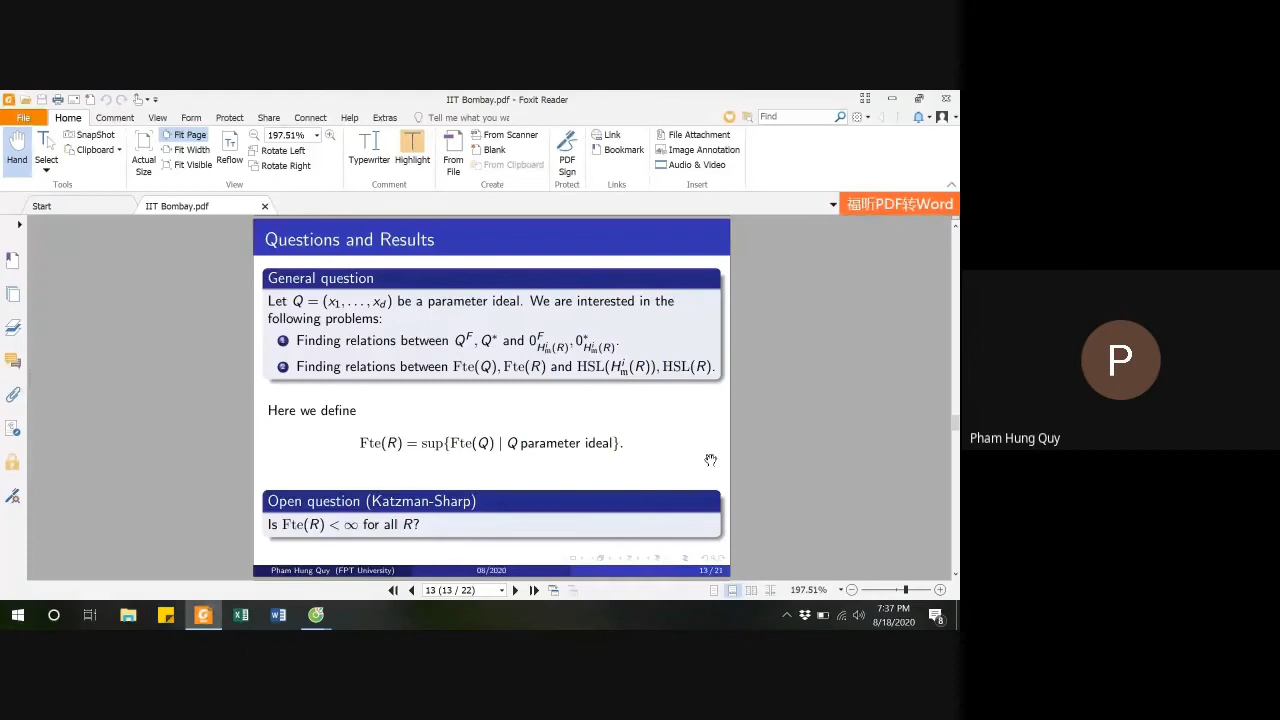 IIT Bombay.pdf - Foxit Reader
File Home Comment View Form Protect Share Connect Help Extras Tell me what you w Find
Hand
Select
SnapShot
Clipboard
Tools
Actual Size
Fit Page
Fit Width
Fit Visible
Reflow
197.51%
Rotate Left
Rotate Right
View
Typewriter
Highlight
Comment
From File
From Scanner
Blank
From Clipboard
Create
PDF Sign
Protect
Link
Bookmark
Links
File Attachment
Image Annotation
Audio & Video
Insert
Start
IIT Bombay.pdf
福昕PDF转Word
Questions and Results
General question
Let Q = (x₁, . . . , x_d) be a parameter ideal. We are interested in the
following problems:
1 Finding relations between Q^F, Q^* and 0^F_{H^i_m(R)}, 0^*_{H^i_m(R)}.
2 Finding relations between Fte(Q), Fte(R) and HSL(H^i_m(R)), HSL(R).
Here we define
Fte(R) = sup{Fte(Q) | Q parameter ideal}.
Open question (Katzman-Sharp)
Is Fte(R) < ∞ for all R?
Pham Hung Quy (FPT University) 08/2020 13 / 21
13 (13 / 22)
197.51%
7:37 PM
8/18/2020
8
P
Pham Hung Quy